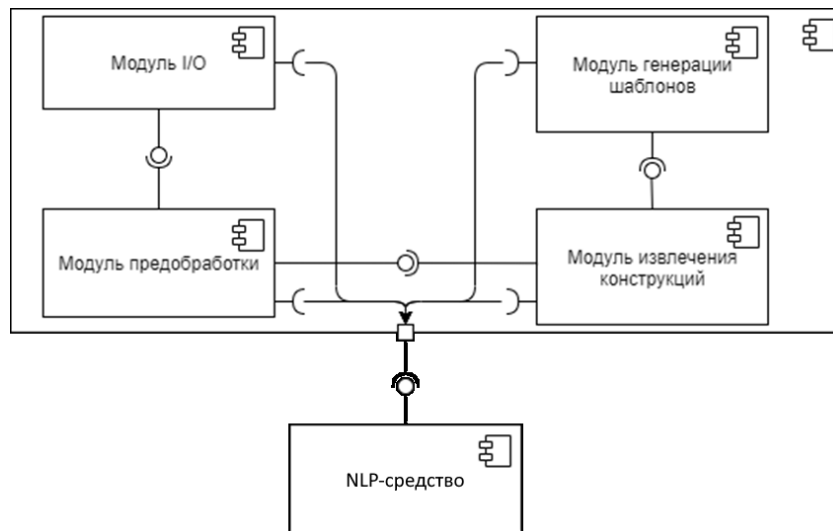 Модуль I/O
Модуль генерации
шаблонов
Модуль предобработки
Модуль извлечения
конструкций
NLP-средство